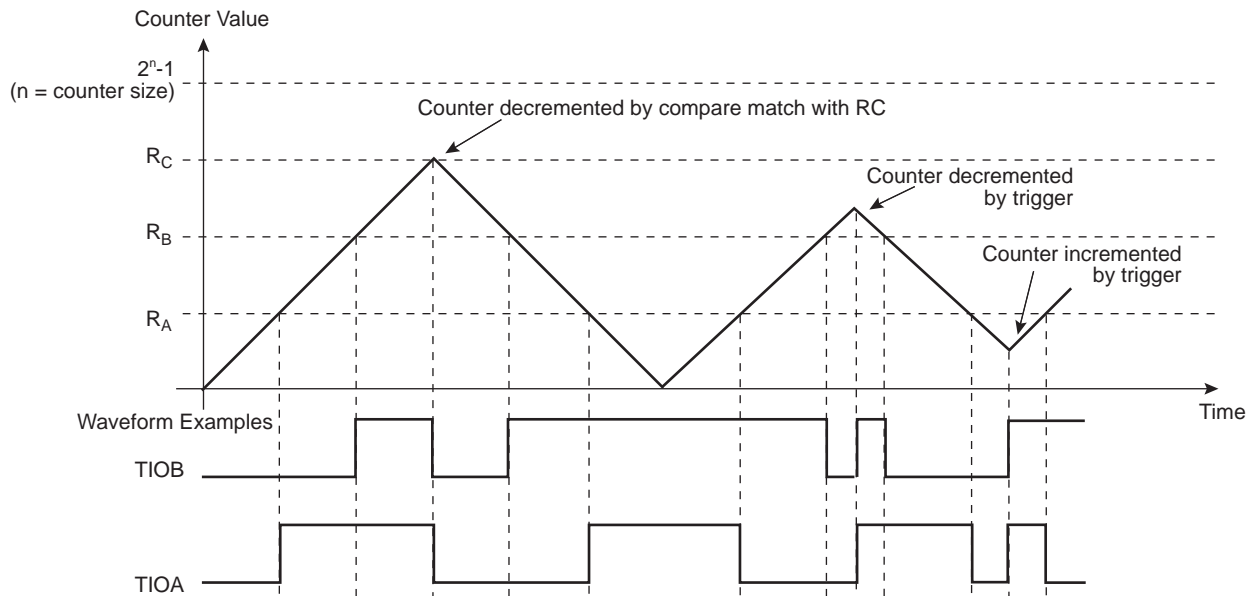 Counter Value
2ⁿ-1
(n = counter size)
Counter decremented by compare match with RC
R_C
Counter decremented
by trigger
R_B
Counter incremented
by trigger
R_A
Time
Waveform Examples
TIOB
TIOA